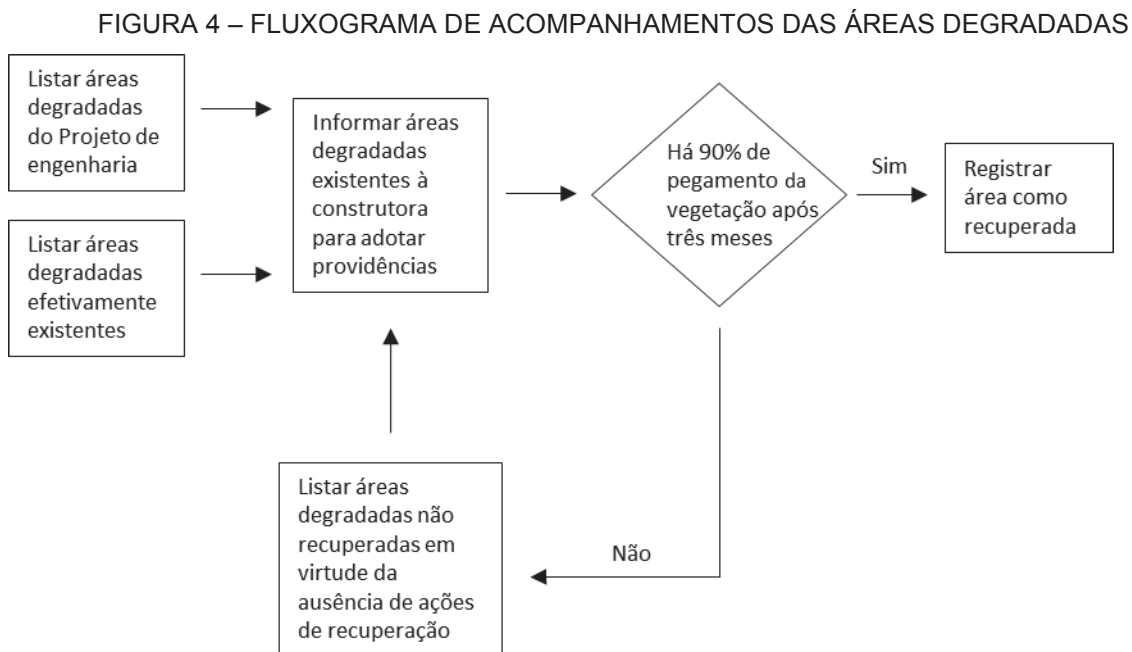 FIGURA 4 – FLUXOGRAMA DE ACOMPANHAMENTOS DAS ÁREAS DEGRADADAS
Listar áreas
degradadas
do Projeto de
engenharia
Listar áreas
degradadas
efetivamente
existentes
Informar áreas
degradadas
existentes à
construtora
para adotar
providências
Há 90% de
pegamento da
vegetação após
três meses
Sim
Registrar
área como
recuperada
Não
Listar áreas
degradadas não
recuperadas em
virtude da
ausência de ações
de recuperação